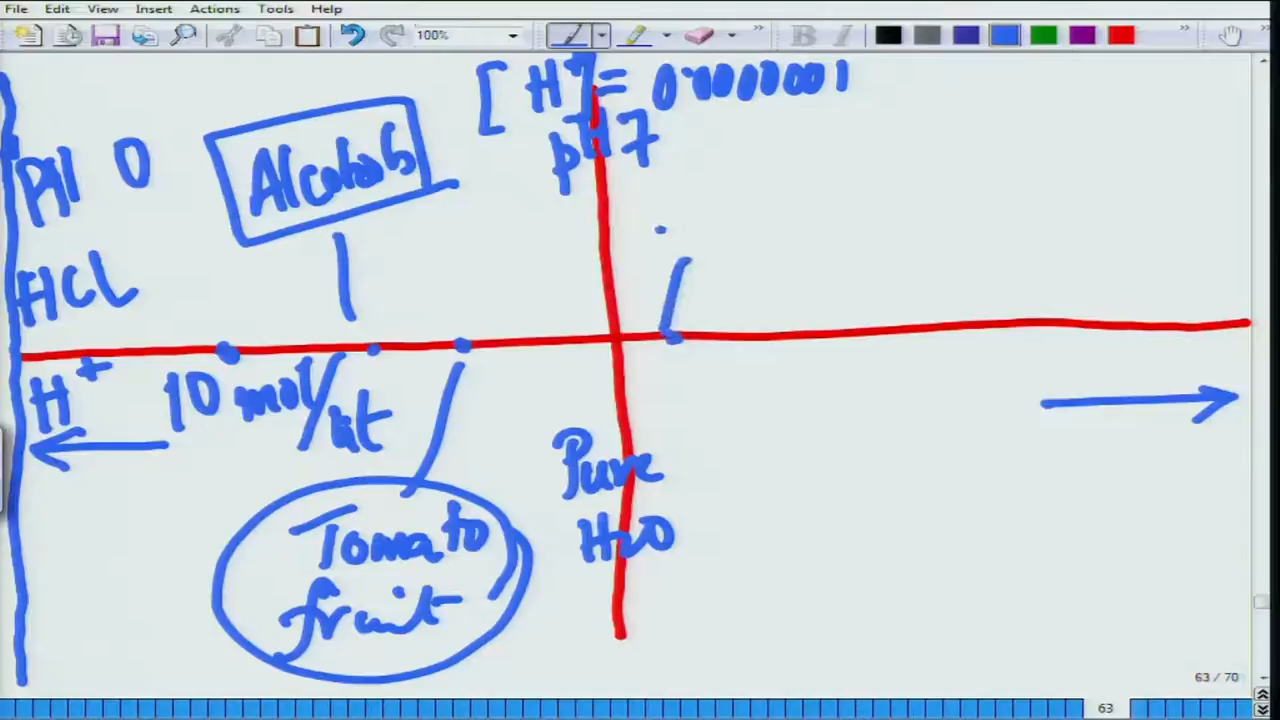 File Edit View Insert Actions Tools Help
100%
[ H7= 0.0000001
pH 7
PH 0
Alcohols
HCL
H+
10 mol/lit
Pure
H2O
Tomato
fruit
63 / 70
63